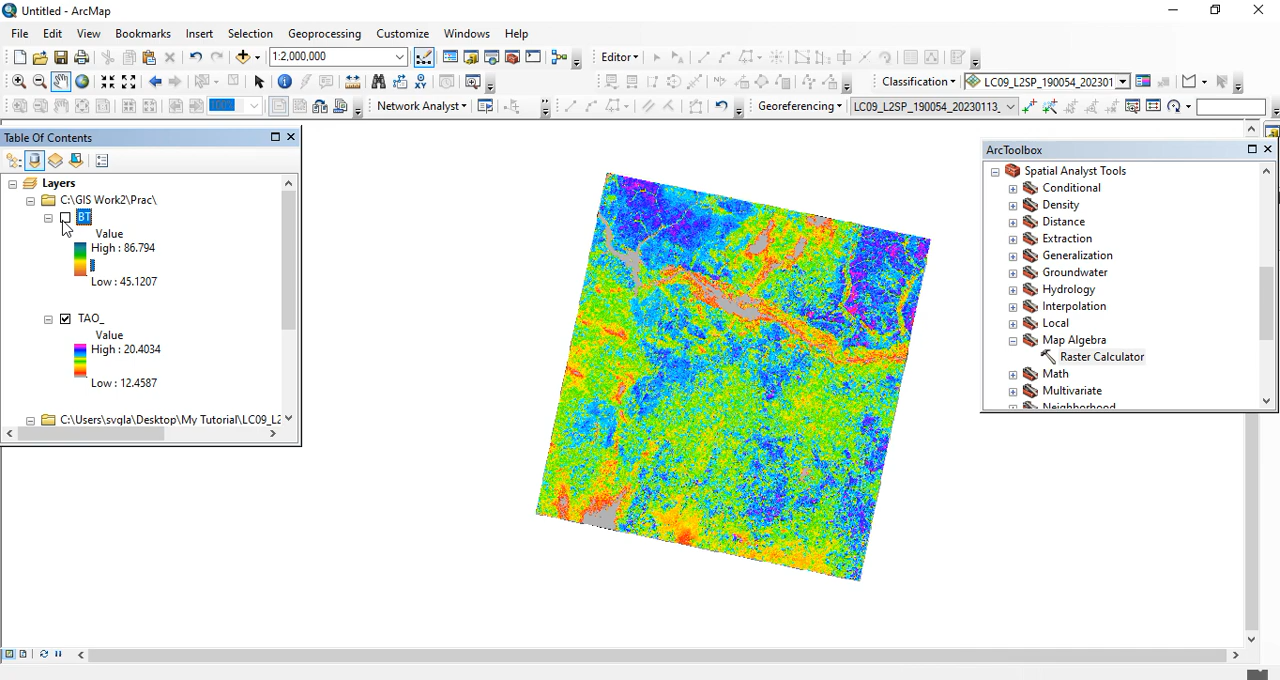 Untitled - ArcMap
File Edit View Bookmarks Insert Selection Geoprocessing Customize Windows Help
1:2,000,000 Editor
Classification LC09_L2SP_190054_202301
Network Analyst Georeferencing LC09_L2SP_190054_20230113_
Table Of Contents
Layers
C:\GIS Work2\Prac\
BT
Value
High : 86.794
Low : 45.1207
TAO_
Value
High : 20.4034
Low : 12.4587
C:\Users\svgla\Desktop\My Tutorial\LC09_L2
ArcToolbox
Spatial Analyst Tools
Conditional
Density
Distance
Extraction
Generalization
Groundwater
Hydrology
Interpolation
Local
Map Algebra
Raster Calculator
Math
Multivariate
Neighborhood